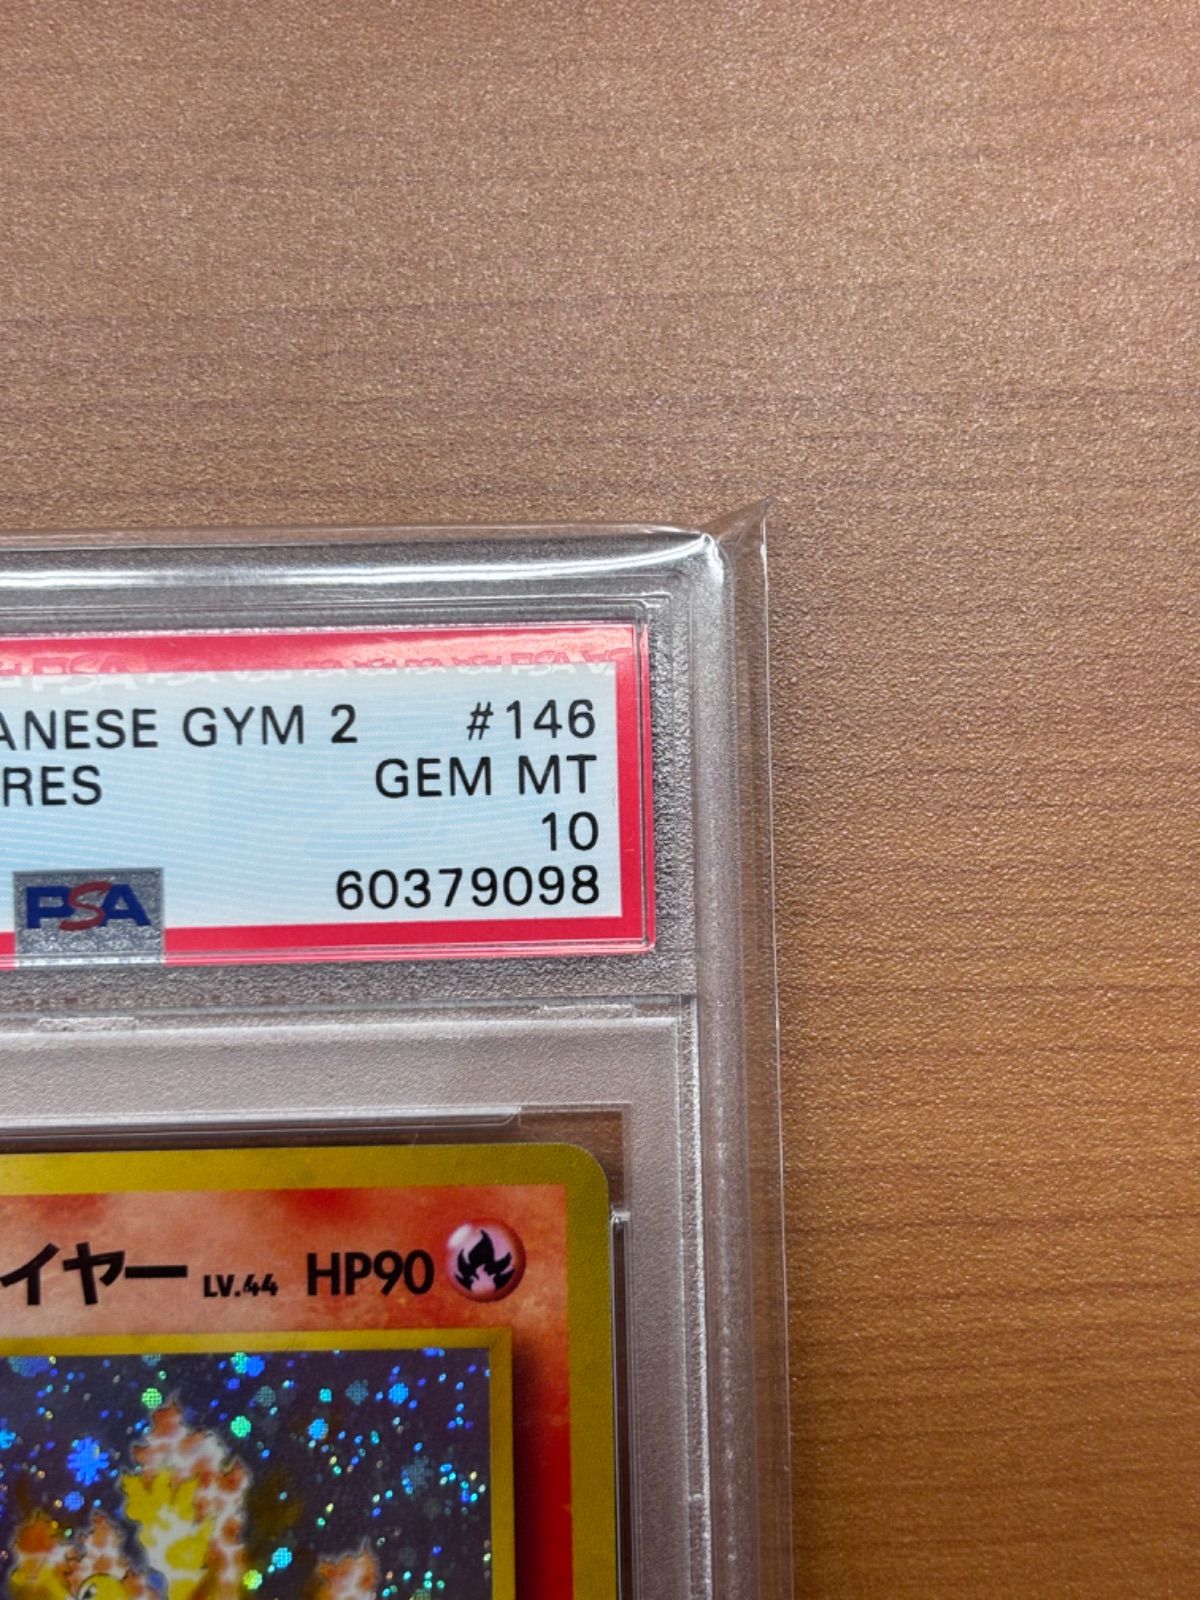 ANESE GYM 2 #146
RES GEM MT
10
PSA 60379098
イヤー LV.44 HP90